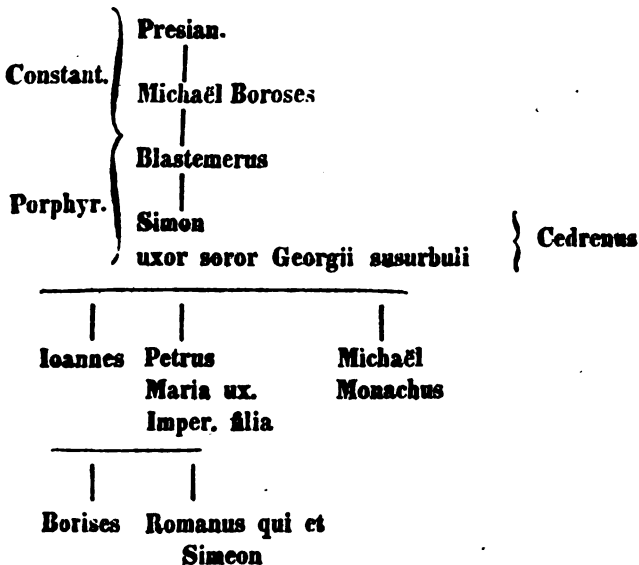 Presian.
Constant.
Michaël Boroses
Blastemerus
Porphyr.
Simon
uxor soror Georgii susurbuli
Cedrenus
Ioannes Petrus Michaël
Maria ux. Monachus
Imper. filia
Borises Romanus qui et
Simeon